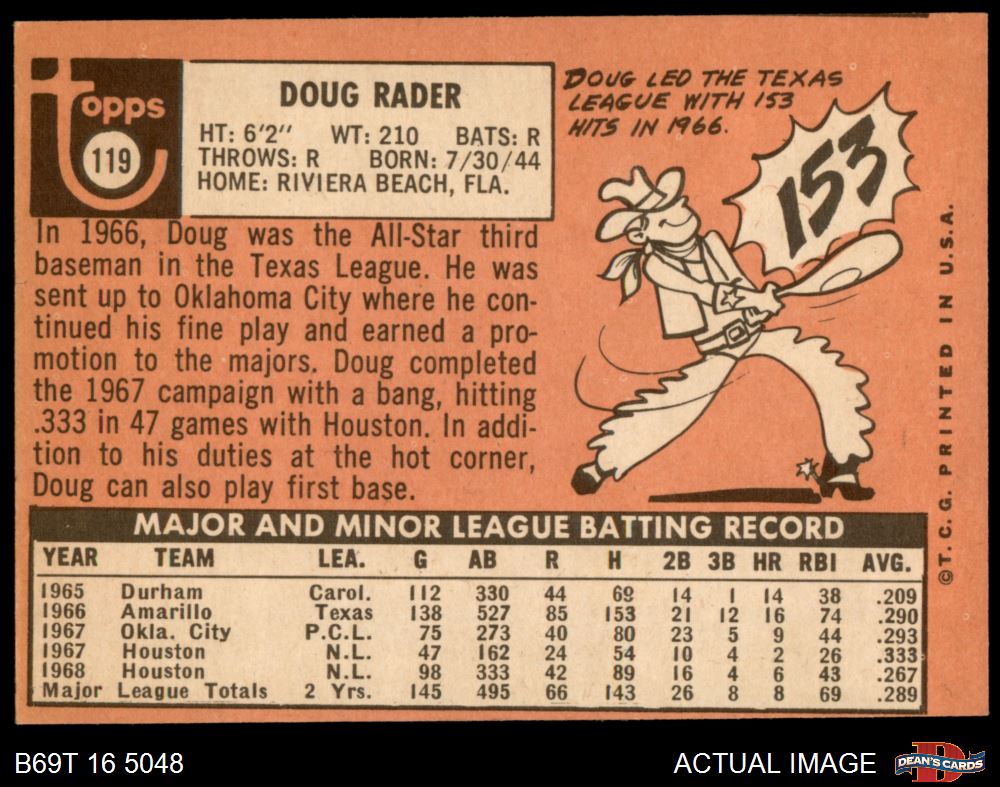 topps
119
DOUG RADER
HT: 6'2" WT: 210 BATS: R
THROWS: R BORN: 7/30/44
HOME: RIVIERA BEACH, FLA.
DOUG LED THE TEXAS
LEAGUE WITH 153
HITS IN 1966.
153
In 1966, Doug was the All-Star third
baseman in the Texas League. He was
sent up to Oklahoma City where he con-
tinued his fine play and earned a pro-
motion to the majors. Doug completed
the 1967 campaign with a bang, hitting
.333 in 47 games with Houston. In addi-
tion to his duties at the hot corner,
Doug can also play first base.
©T.C.G. PRINTED IN U.S.A.
MAJOR AND MINOR LEAGUE BATTING RECORD
YEAR TEAM LEA. G AB R H 2B 3B HR RBI AVG.
1965 Durham Carol. 112 330 44 69 14 1 14 38 .209
1966 Amarillo Texas 138 527 85 153 21 12 16 74 .290
1967 Okla. City P.C.L. 75 273 40 80 23 5 9 44 .293
1967 Houston N.L. 47 162 24 54 10 4 2 26 .333
1968 Houston N.L. 98 333 42 89 16 4 6 43 .267
Major League Totals 2 Yrs. 145 495 66 143 26 8 8 69 .289
B69T 16 5048
ACTUAL IMAGE
DEAN'S CARDS